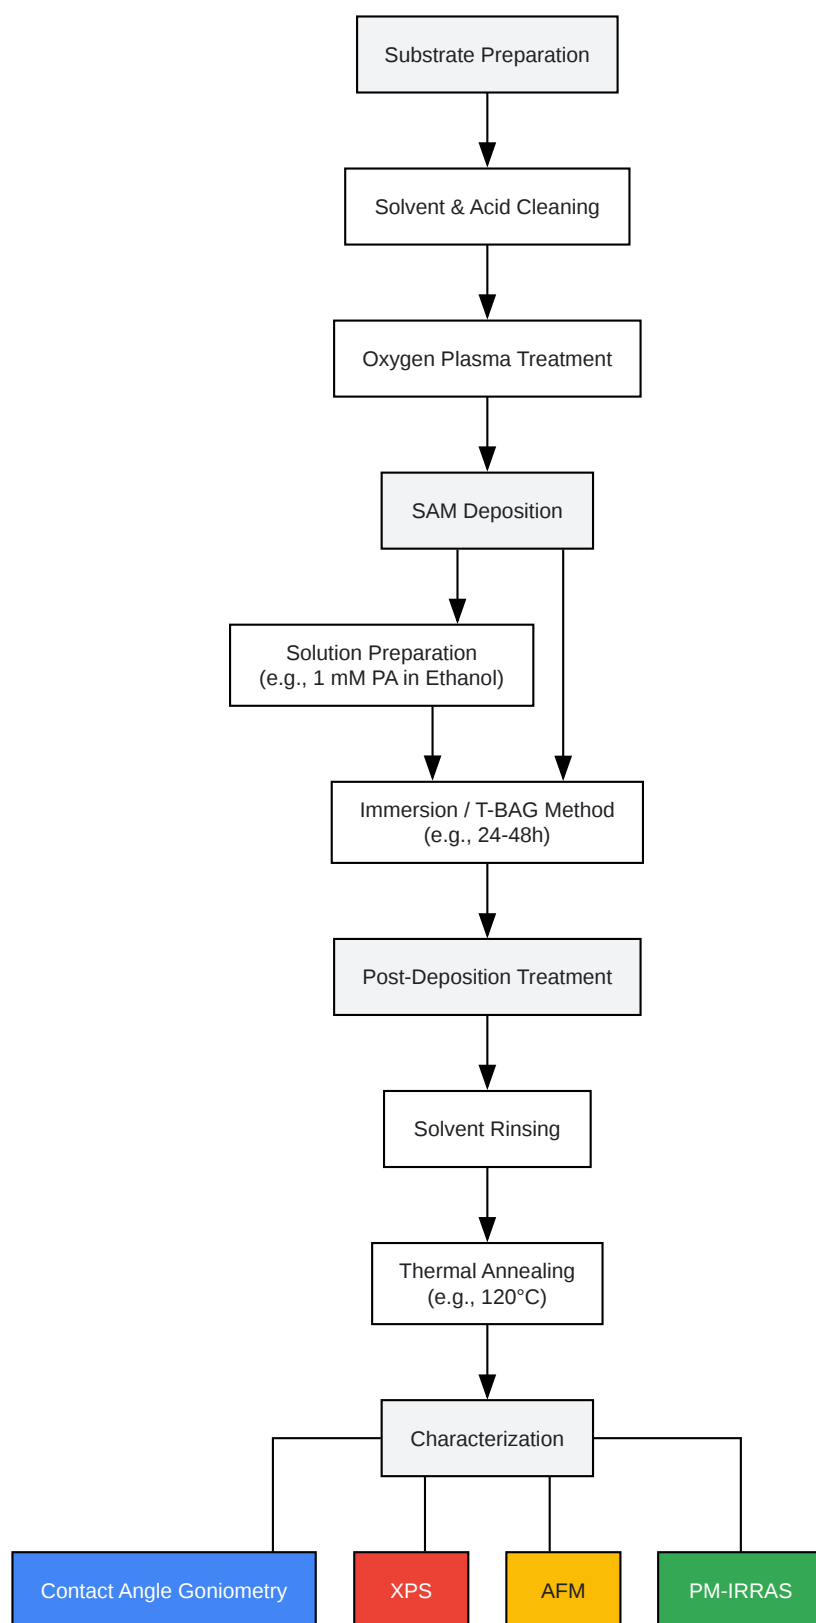 Substrate Preparation
Solvent & Acid Cleaning
Oxygen Plasma Treatment
SAM Deposition
Solution Preparation
(e.g., 1 mM PA in Ethanol)
Immersion / T-BAG Method
(e.g., 24-48h)
Post-Deposition Treatment
Solvent Rinsing
Thermal Annealing
(e.g., 120°C)
Characterization
Contact Angle Goniometry
XPS
AFM
PM-IRRAS